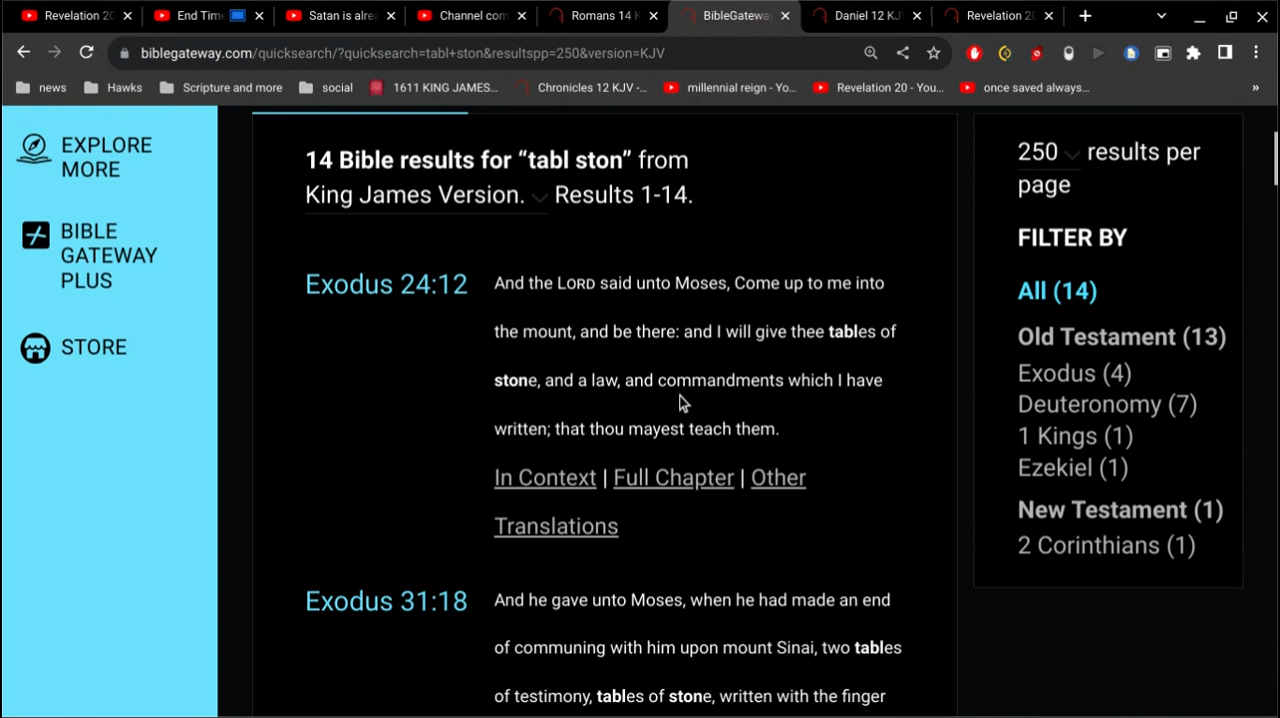 Revelation 20
End Time
Satan is alre
Channel com
Romans 14 K
BibleGateway
Daniel 12 KJ
Revelation 2
biblegateway.com/quicksearch/?quicksearch=tabl+ston&resultspp=250&version=KJV
news
Hawks
Scripture and more
social
1611 KING JAMES...
Chronicles 12 KJV -...
millennial reign - Yo...
Revelation 20 - You...
once saved always...
»
EXPLORE
MORE
BIBLE
GATEWAY
PLUS
STORE
14 Bible results for “tabl ston” from
King James Version. Results 1-14.
Exodus 24:12
And the LORD said unto Moses, Come up to me into
the mount, and be there: and I will give thee tables of
stone, and a law, and commandments which I have
written; that thou mayest teach them.
In Context | Full Chapter | Other
Translations
Exodus 31:18
And he gave unto Moses, when he had made an end
of communing with him upon mount Sinai, two tables
of testimony, tables of stone, written with the finger
250 results per
page
FILTER BY
All (14)
Old Testament (13)
Exodus (4)
Deuteronomy (7)
1 Kings (1)
Ezekiel (1)
New Testament (1)
2 Corinthians (1)